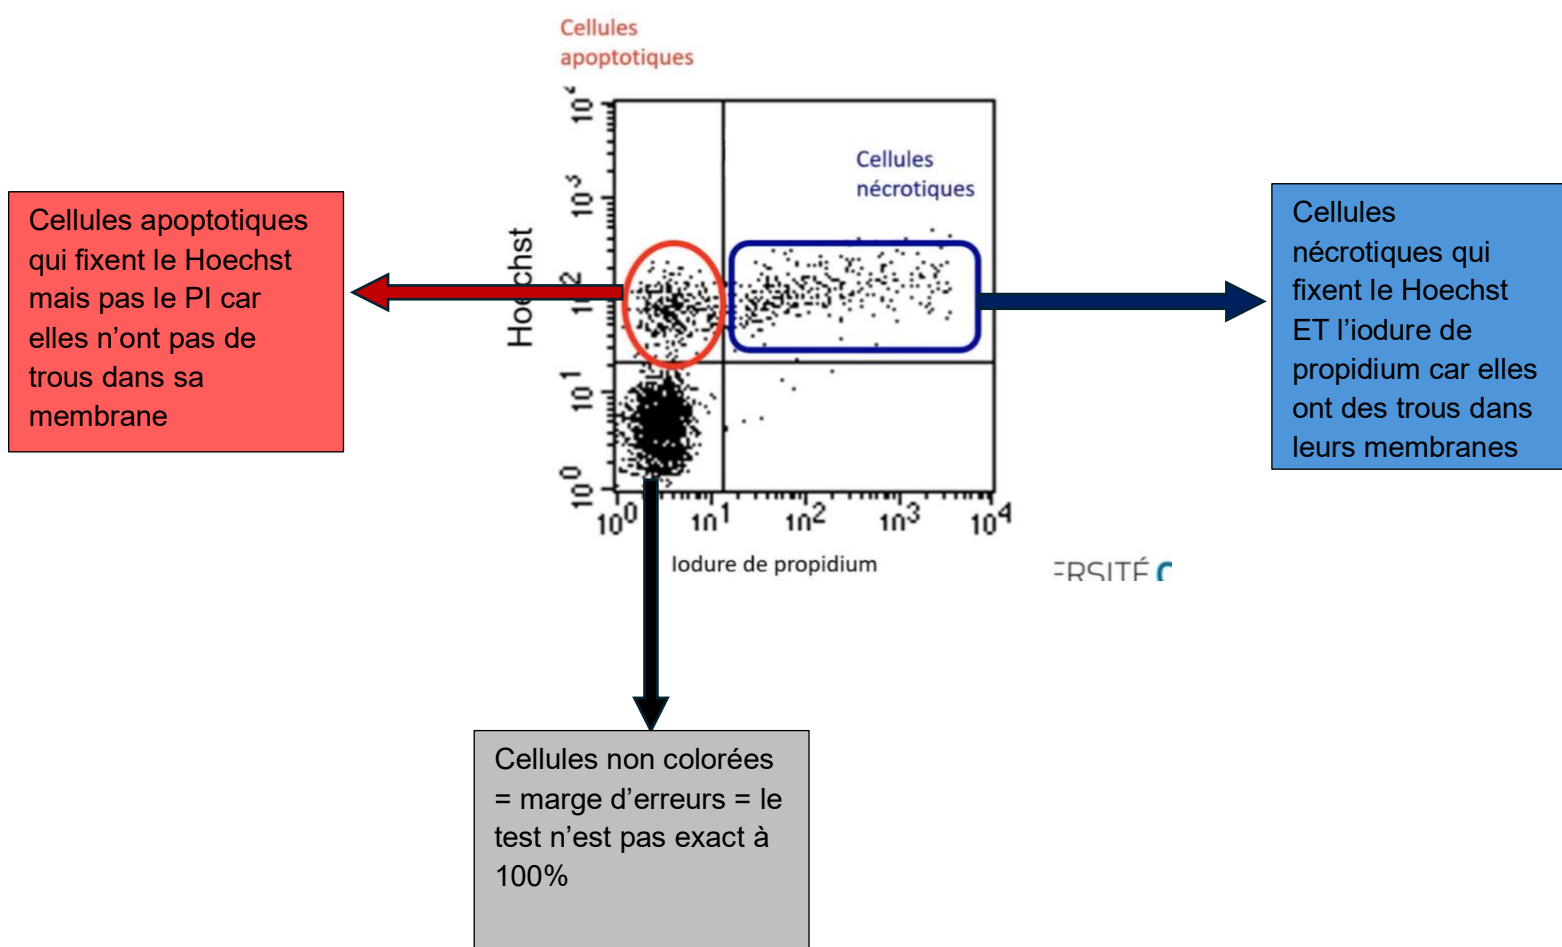 Cellules
apoptotiques
Cellules
nécrotiques
Cellules apoptotiques
qui fixent le Hoechst
mais pas le PI car
elles n'ont pas de
trous dans sa
membrane
Cellules
nécrotiques qui
fixent le Hoechst
ET l'iodure de
propidium car elles
ont des trous dans
leurs membranes
Hoechst
10⁴
10³
10²
10¹
10⁰
10⁰ 10¹ 10² 10³ 10⁴
Iodure de propidium
ERSITÉ
Cellules non colorées
= marge d'erreurs = le
test n'est pas exact à
100%